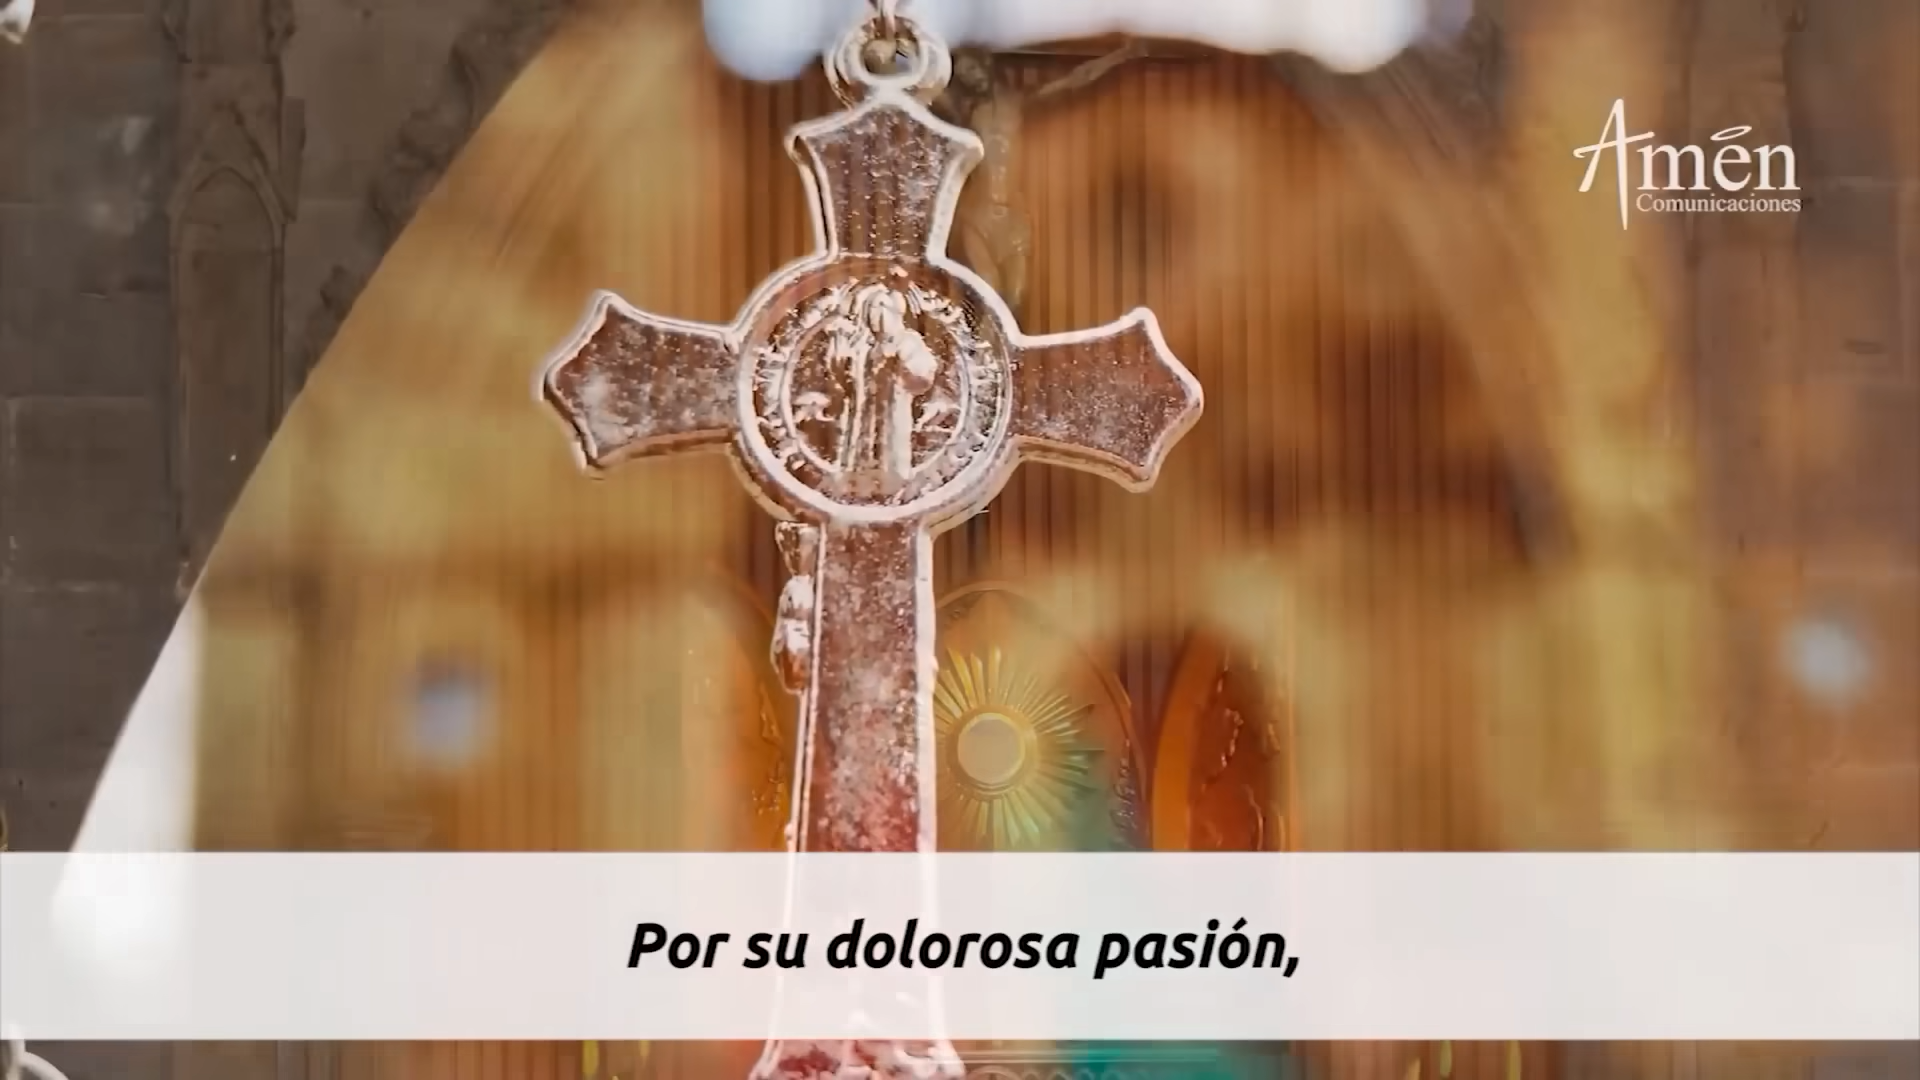 Amén
Comunicaciones
Por su dolorosa pasión,